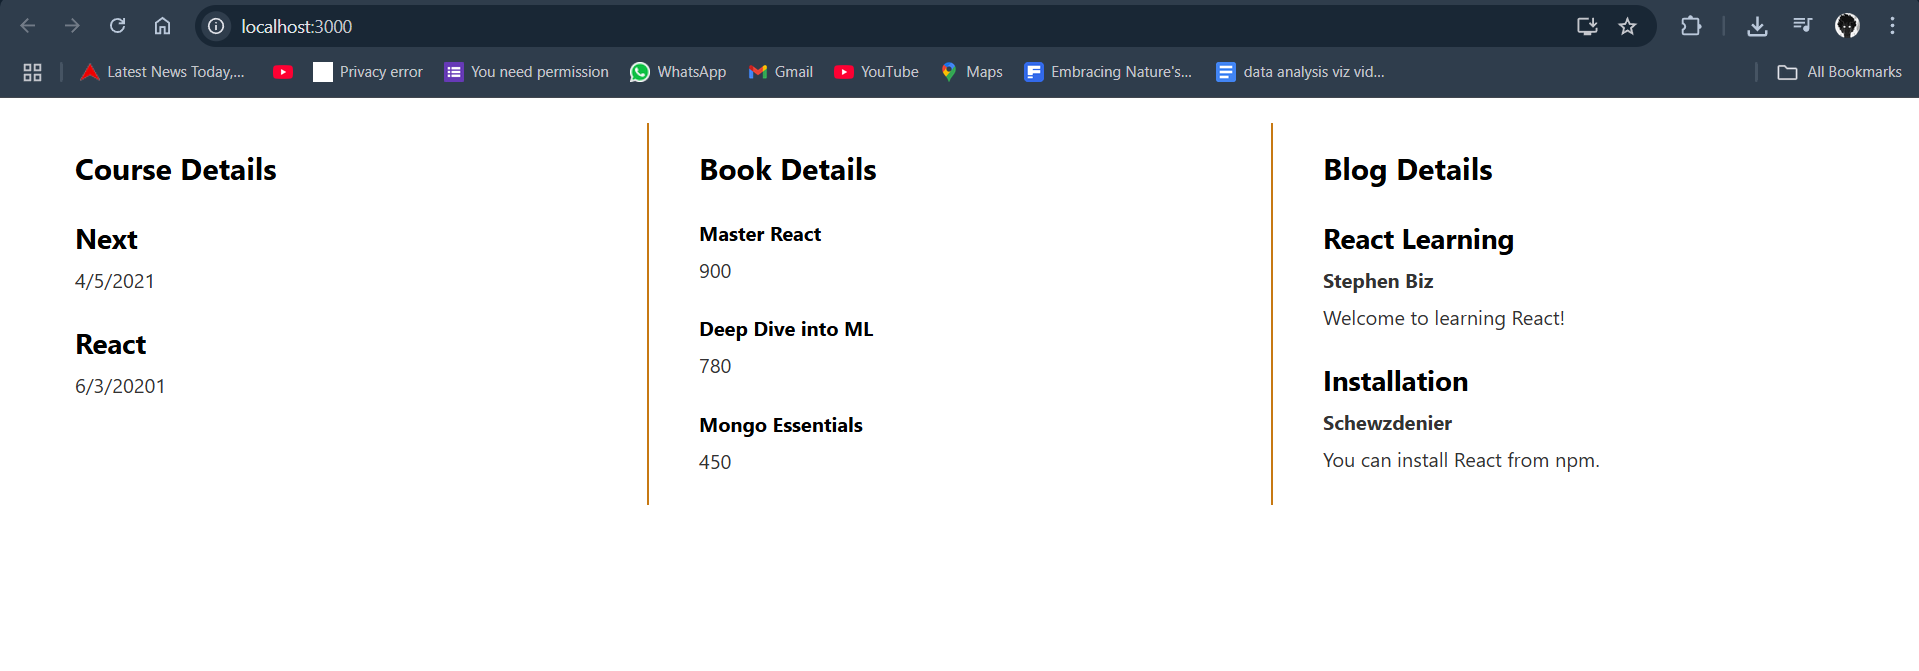 localhost:3000
Latest News Today,...
Privacy error
You need permission
WhatsApp
Gmail
YouTube
Maps
Embracing Nature's...
data analysis viz vid...
All Bookmarks
Course Details
Next
4/5/2021
React
6/3/20201
Book Details
Master React
900
Deep Dive into ML
780
Mongo Essentials
450
Blog Details
React Learning
Stephen Biz
Welcome to learning React!
Installation
Schewzdenier
You can install React from npm.